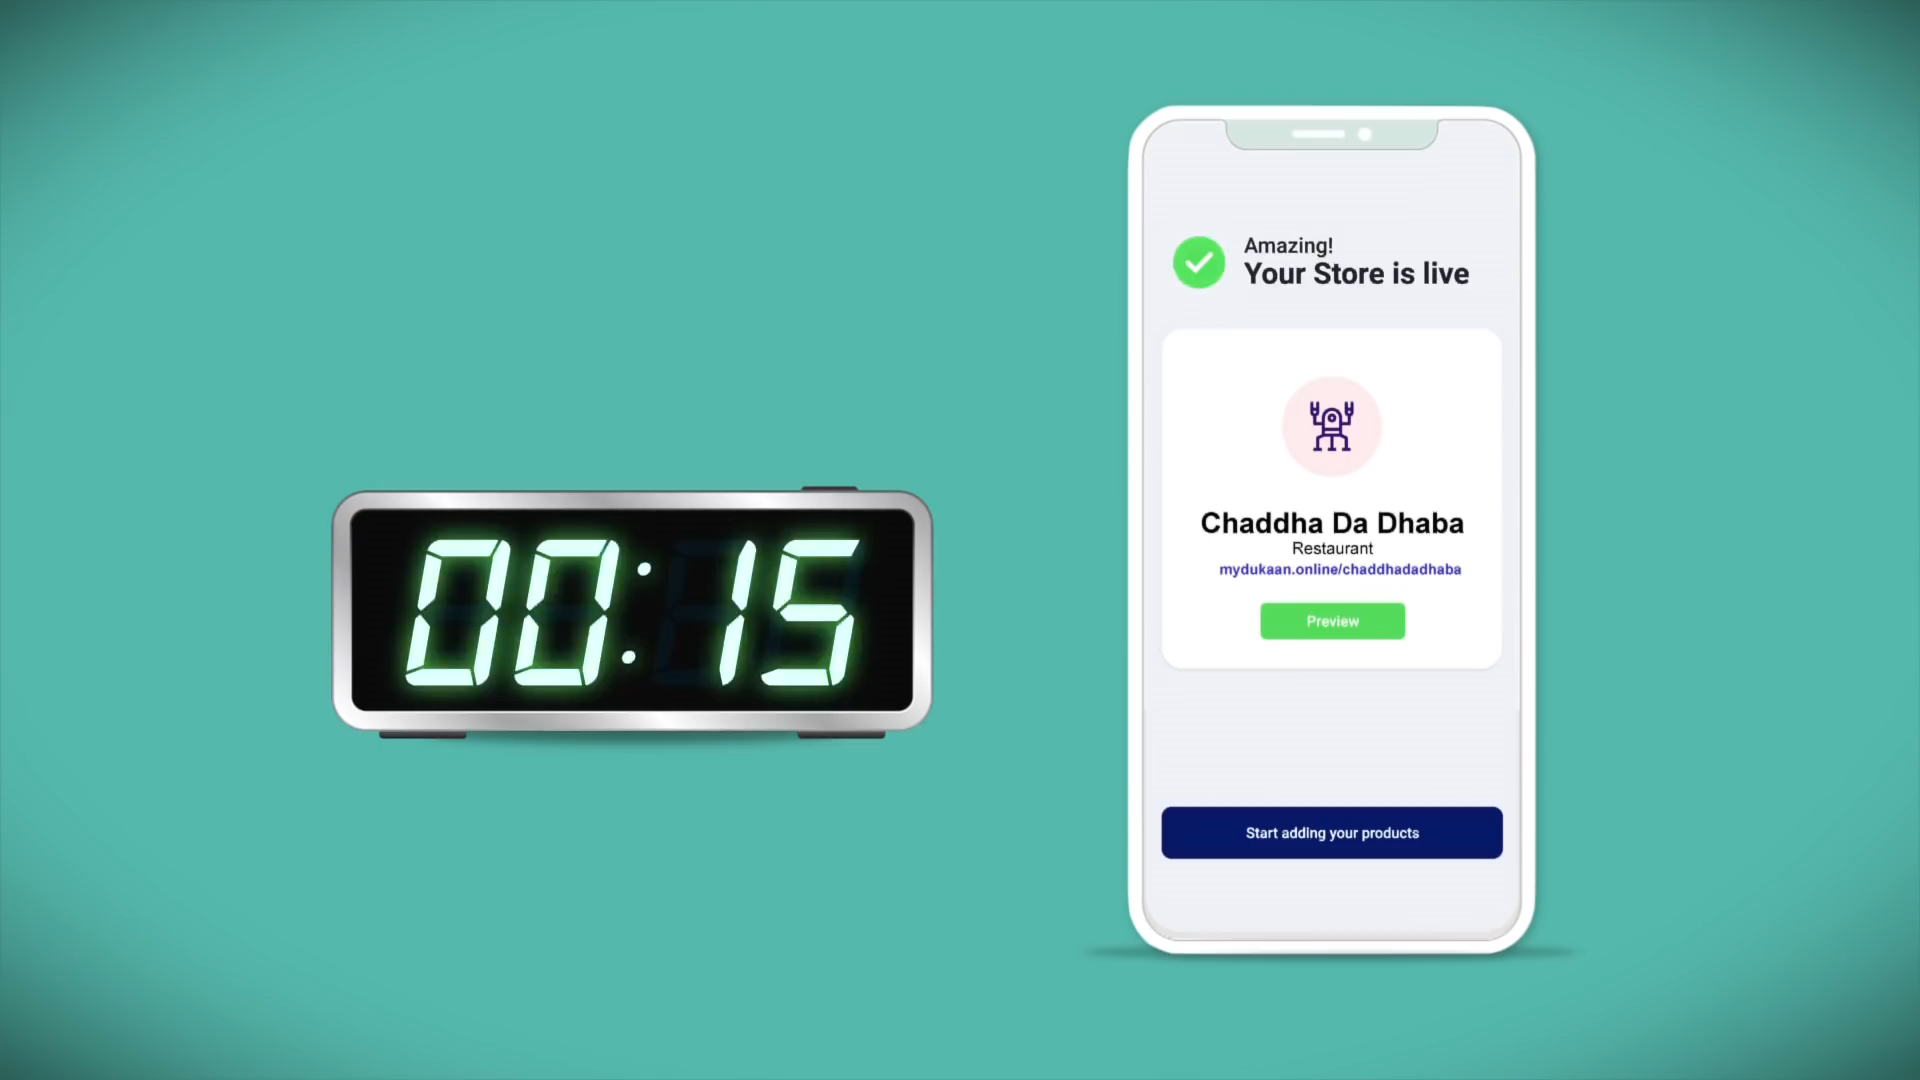 00:15
Amazing!
Your Store is live
Chaddha Da Dhaba
Restaurant
mydukaan.online/chaddhadadhaba
Preview
Start adding your products